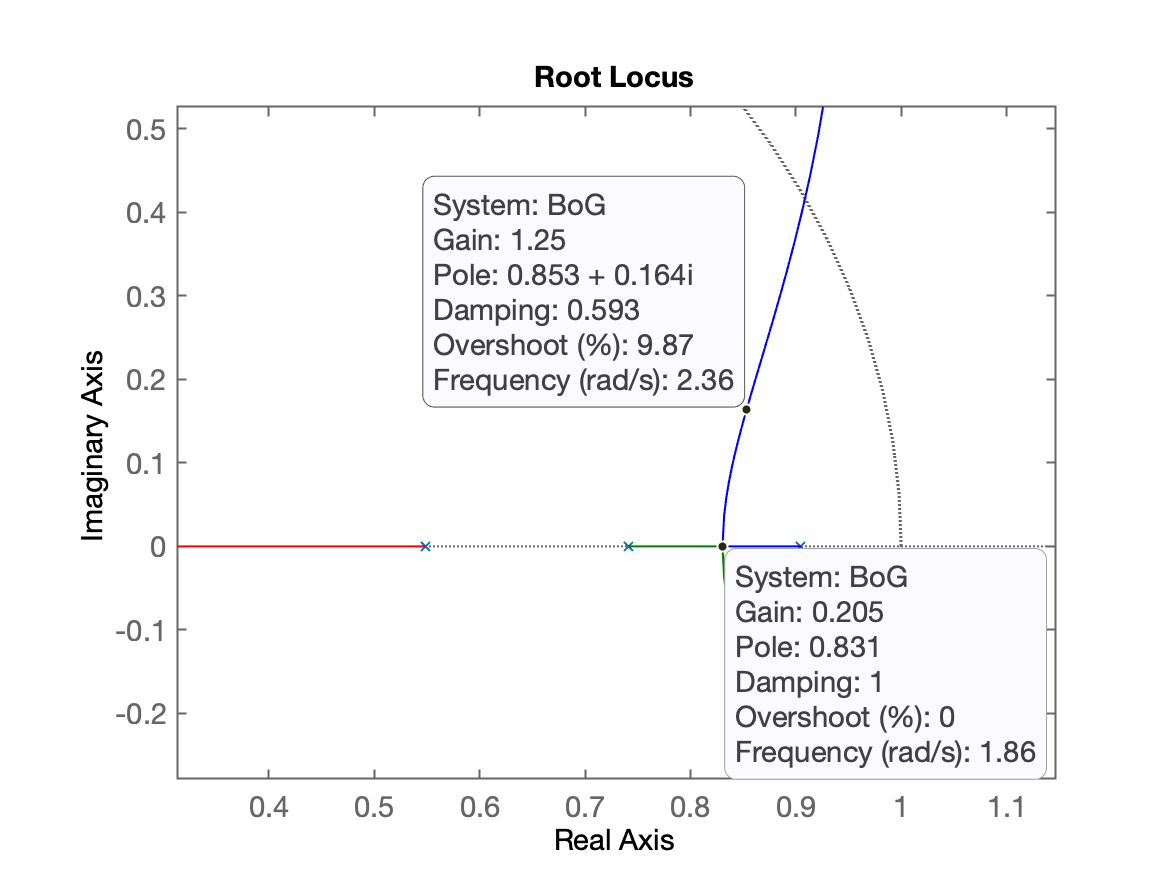 Root Locus
Imaginary Axis
0.5
0.4
0.3
0.2
0.1
0
-0.1
-0.2
System: BoG
Gain: 1.25
Pole: 0.853 + 0.164i
Damping: 0.593
Overshoot (%): 9.87
Frequency (rad/s): 2.36
System: BoG
Gain: 0.205
Pole: 0.831
Damping: 1
Overshoot (%): 0
Frequency (rad/s): 1.86
0.4 0.5 0.6 0.7 0.8 0.9 1 1.1
Real Axis